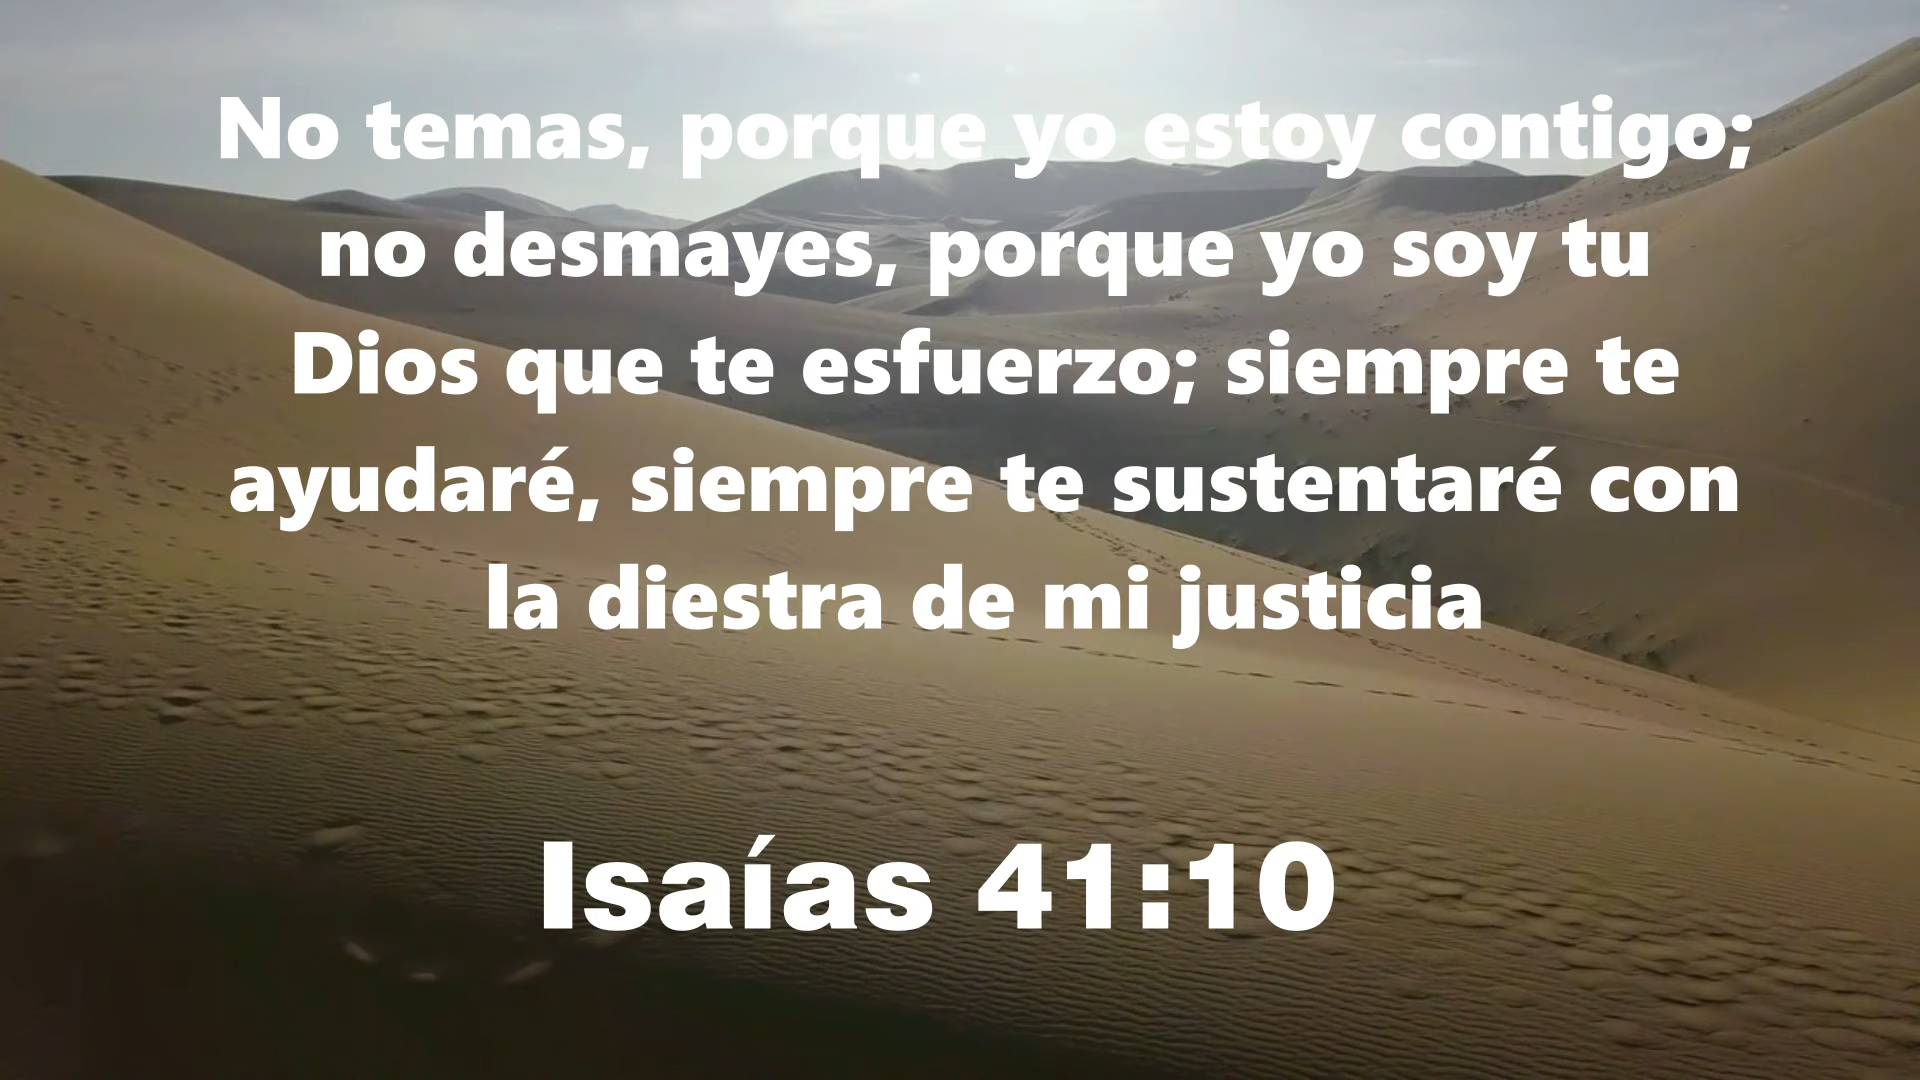 No temas, porque yo estoy contigo;
no desmayes, porque yo soy tu
Dios que te esfuerzo; siempre te
ayudaré, siempre te sustentaré con
la diestra de mi justicia
Isaías 41:10